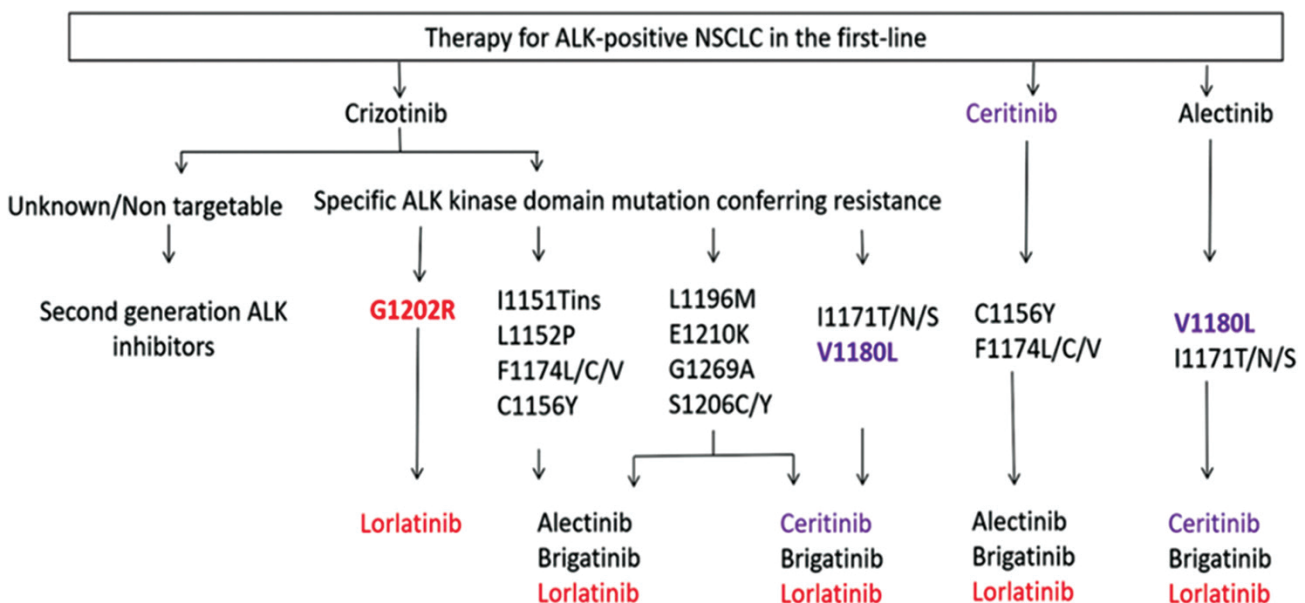 Therapy for ALK-positive NSCLC in the first-line
Crizotinib
Ceritinib
Alectinib
Unknown/Non targetable
Specific ALK kinase domain mutation conferring resistance
Second generation ALK
inhibitors
G1202R
I1151Tins
L1152P
F1174L/C/V
C1156Y
L1196M
E1210K
G1269A
S1206C/Y
I1171T/N/S
V1180L
C1156Y
F1174L/C/V
V1180L
I1171T/N/S
Lorlatinib
Alectinib
Brigatinib
Lorlatinib
Ceritinib
Brigatinib
Lorlatinib
Alectinib
Brigatinib
Lorlatinib
Ceritinib
Brigatinib
Lorlatinib